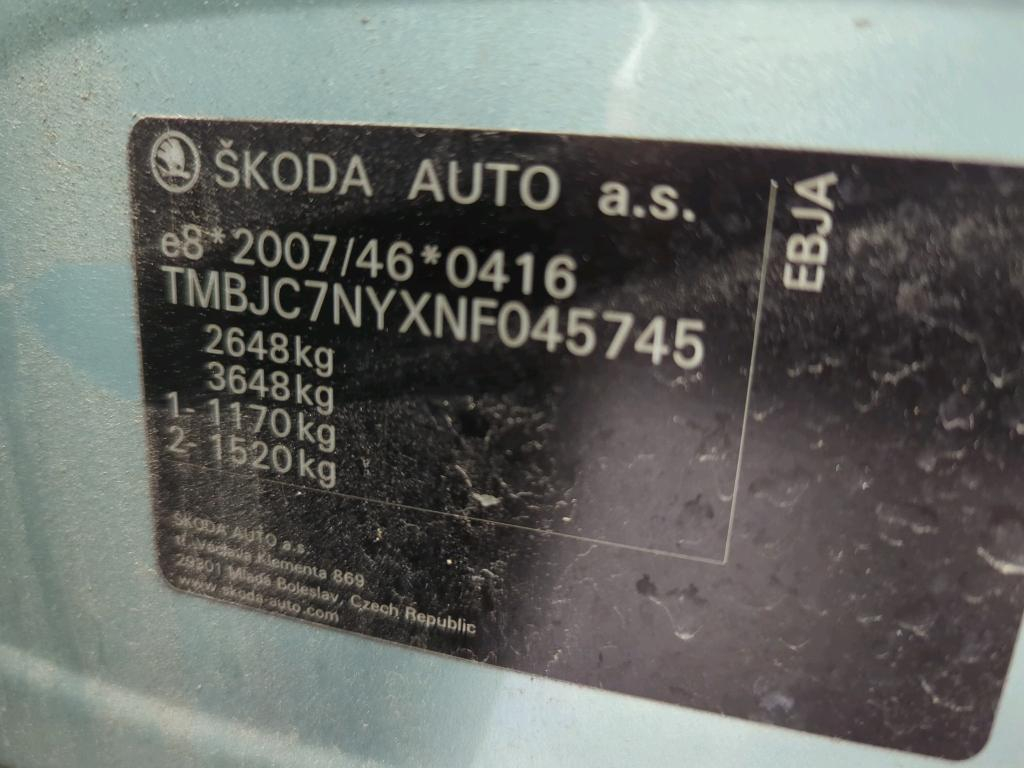 ŠKODA AUTO a.s.
e8*2007/46*0416
TMBJC7NYXNF045745
2648kg
3648kg
1- 1170kg
2- 1520kg
EBJA
ŠKODA AUTO a.s.
tř. Václava Klementa 869
29301 Mladá Boleslav, Czech Republic
www.skoda-auto.com